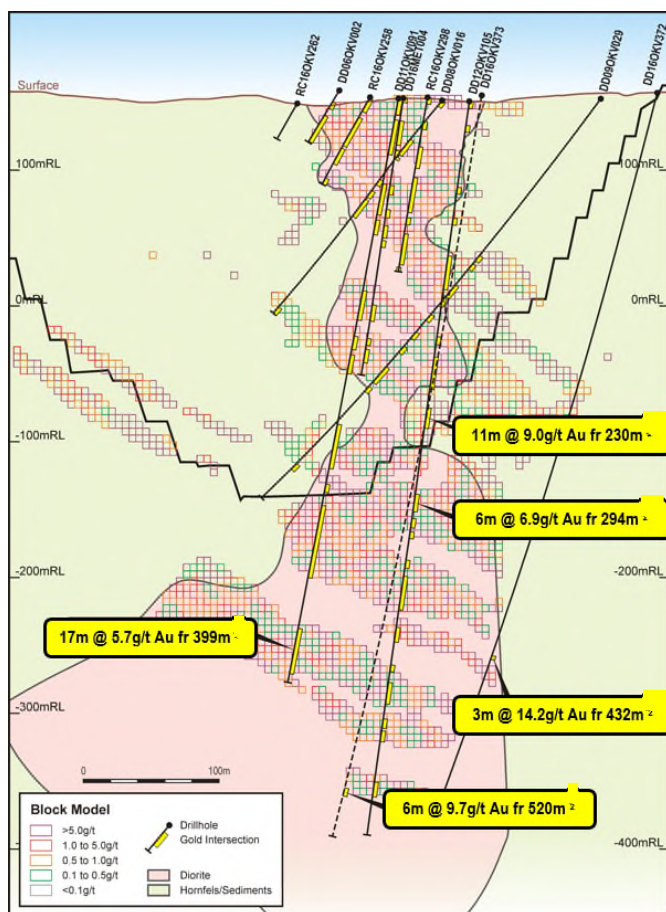 RC16OKV262
DD06OKV002
RC16OKV258
DD11OKV091
DD16MET004
RC16OKV298
DD08OKV016
DD12OKV105
DD16OKV373
DD09OKV029
DD16OKV372
Surface
100mRL
100mRL
0mRL
0mRL
-100mRL
11m @ 9.0g/t Au fr 230m
6m @ 6.9g/t Au fr 294m
-200mRL
-200mRL
17m @ 5.7g/t Au fr 399m
-300mRL
3m @ 14.2g/t Au fr 432m
0
100m
6m @ 9.7g/t Au fr 520m
Block Model
>5.0g/t
1.0 to 5.0g/t
0.5 to 1.0g/t
0.1 to 0.5g/t
<0.1g/t
Drillhole
Gold Intersection
Diorite
Hornfels/Sediments
-400mRL